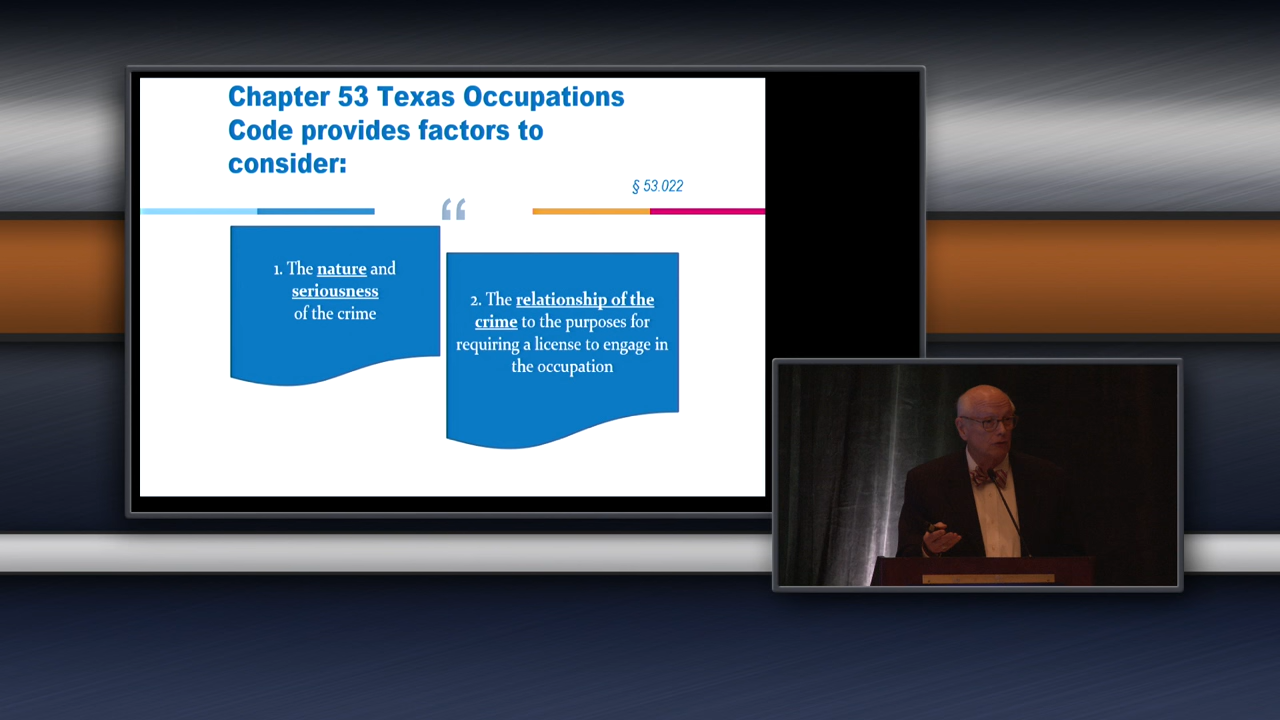 Chapter 53 Texas Occupations
Code provides factors to
consider:
§ 53.022
“
1. The nature and
seriousness
of the crime
2. The relationship of the
crime to the purposes for
requiring a license to engage in
the occupation